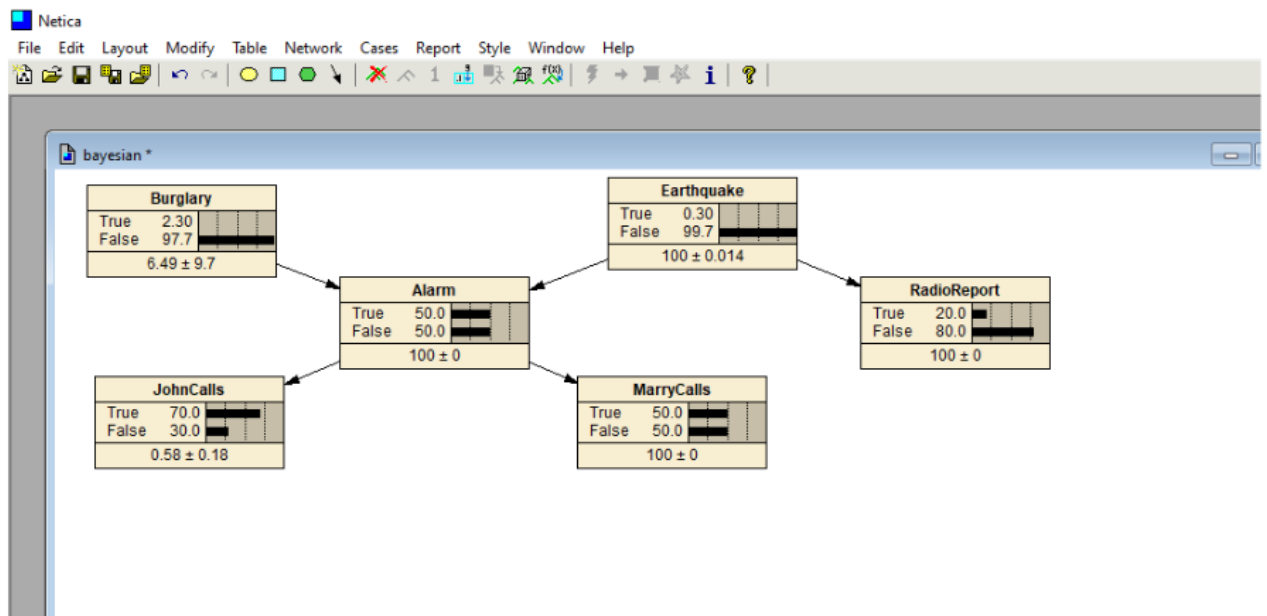 Netica
File Edit Layout Modify Table Network Cases Report Style Window Help
1 f(x) i ?
bayesian *
Burglary
True 2.30
False 97.7
6.49 ± 9.7
Earthquake
True 0.30
False 99.7
100 ± 0.014
Alarm
True 50.0
False 50.0
100 ± 0
RadioReport
True 20.0
False 80.0
100 ± 0
JohnCalls
True 70.0
False 30.0
0.58 ± 0.18
MarryCalls
True 50.0
False 50.0
100 ± 0